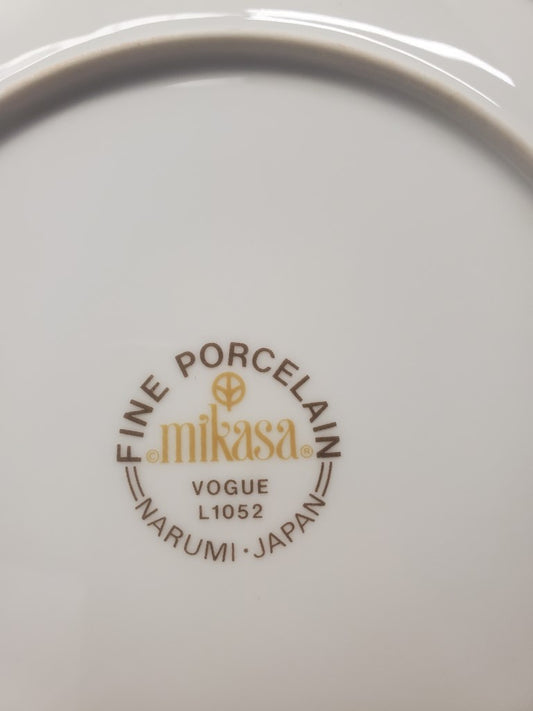 FINE PORCELAIN
©mikasa®
VOGUE
L1052
NARUMI·JAPAN